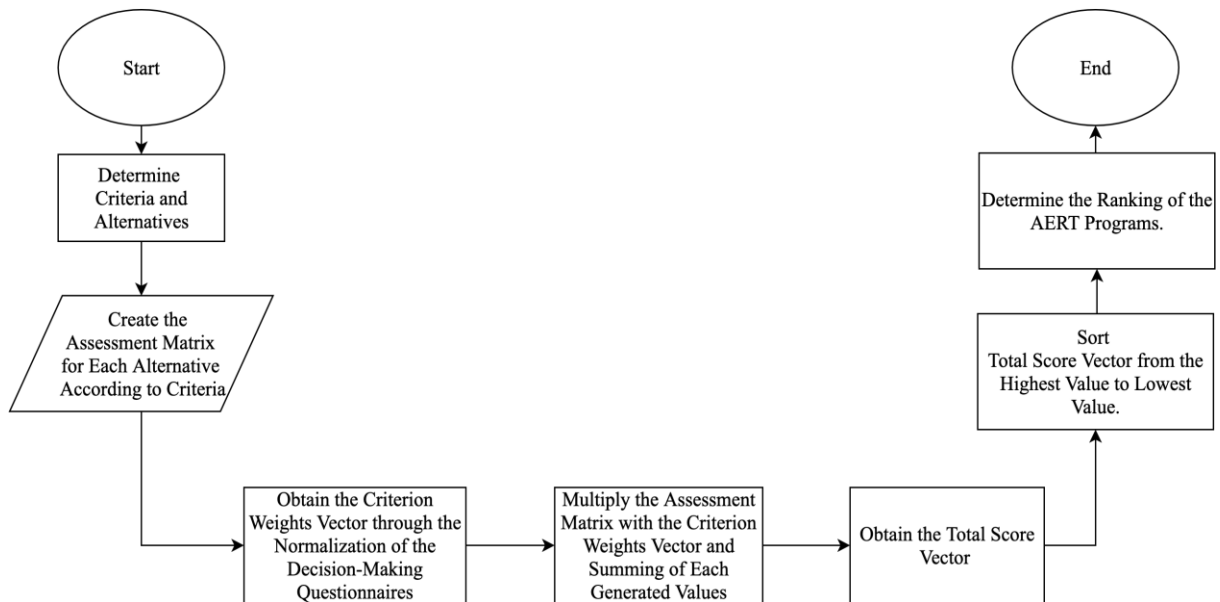 Start
Determine
Criteria and
Alternatives
Create the
Assessment Matrix
for Each Alternative
According to Criteria
Obtain the Criterion
Weights Vector through the
Normalization of the
Decision-Making
Questionnaires
Multiply the Assessment
Matrix with the Criterion
Weights Vector and
Summing of Each
Generated Values
Obtain the Total Score
Vector
Sort
Total Score Vector from the
Highest Value to Lowest
Value.
Determine the Ranking of the
AERT Programs.
End